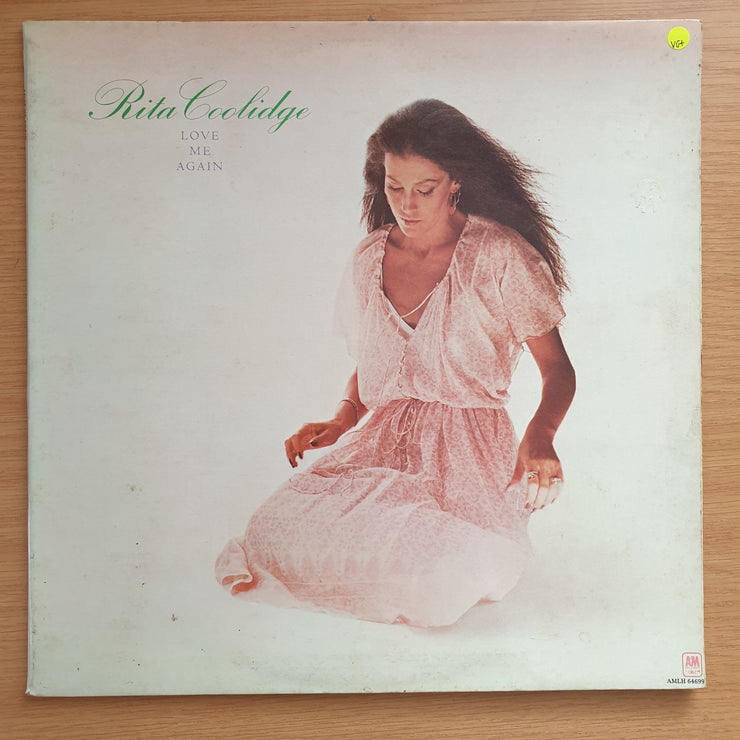 VG+
Rita Coolidge
LOVE
ME
AGAIN
A&M
AMLH 64699